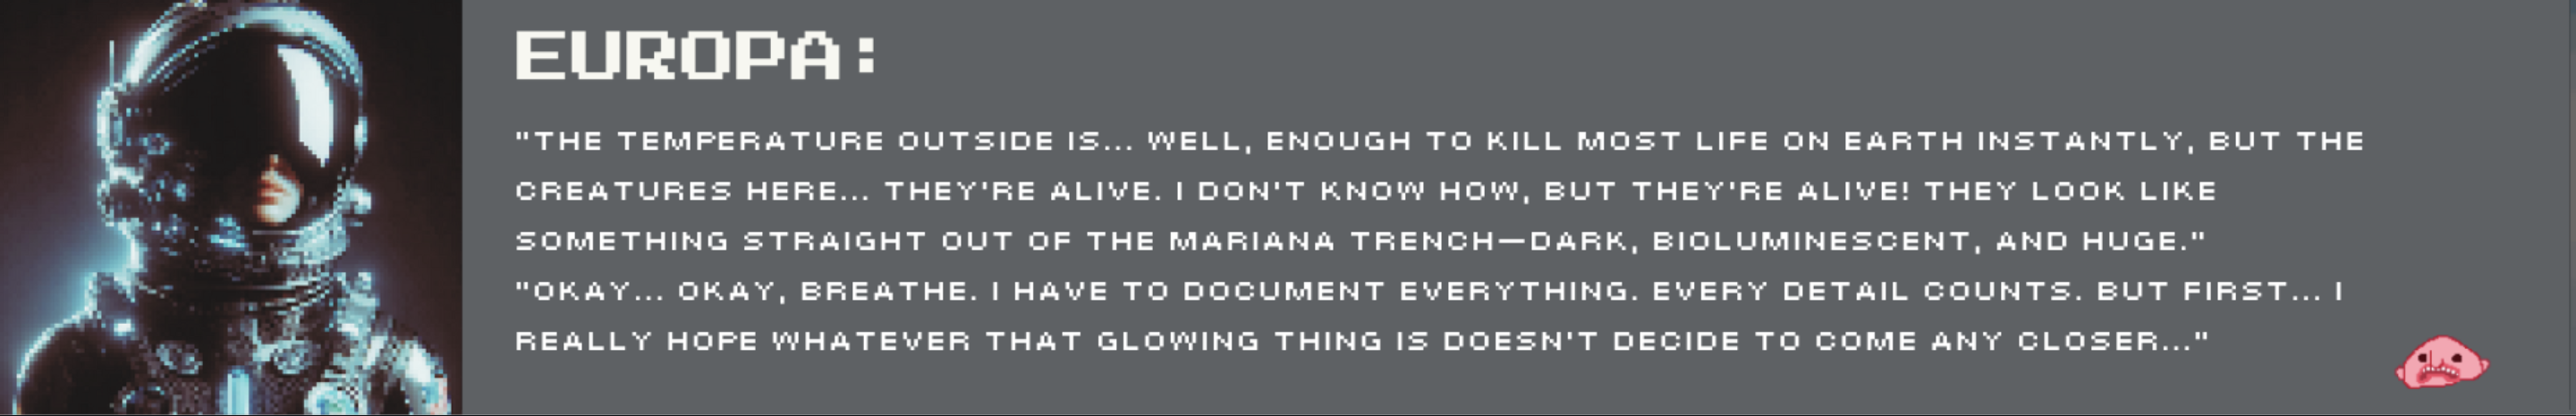 EUROPA:
"THE TEMPERATURE OUTSIDE IS... WELL, ENOUGH TO KILL MOST LIFE ON EARTH INSTANTLY, BUT THE
CREATURES HERE... THEY'RE ALIVE. I DON'T KNOW HOW, BUT THEY'RE ALIVE! THEY LOOK LIKE
SOMETHING STRAIGHT OUT OF THE MARIANA TRENCH—DARK, BIOLUMINESCENT, AND HUGE."
"OKAY... OKAY, BREATHE. I HAVE TO DOCUMENT EVERYTHING. EVERY DETAIL COUNTS. BUT FIRST... I
REALLY HOPE WHATEVER THAT GLOWING THING IS DOESN'T DECIDE TO COME ANY CLOSER..."